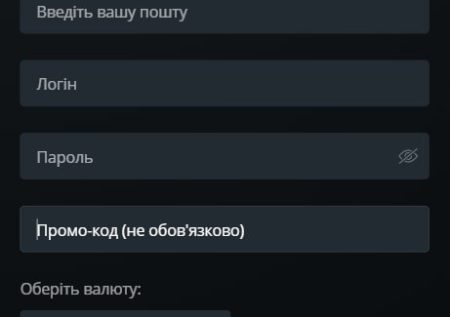 Введіть вашу пошту
Логін
Пароль
Промо-код (не обов'язково)
Оберіть валюту: